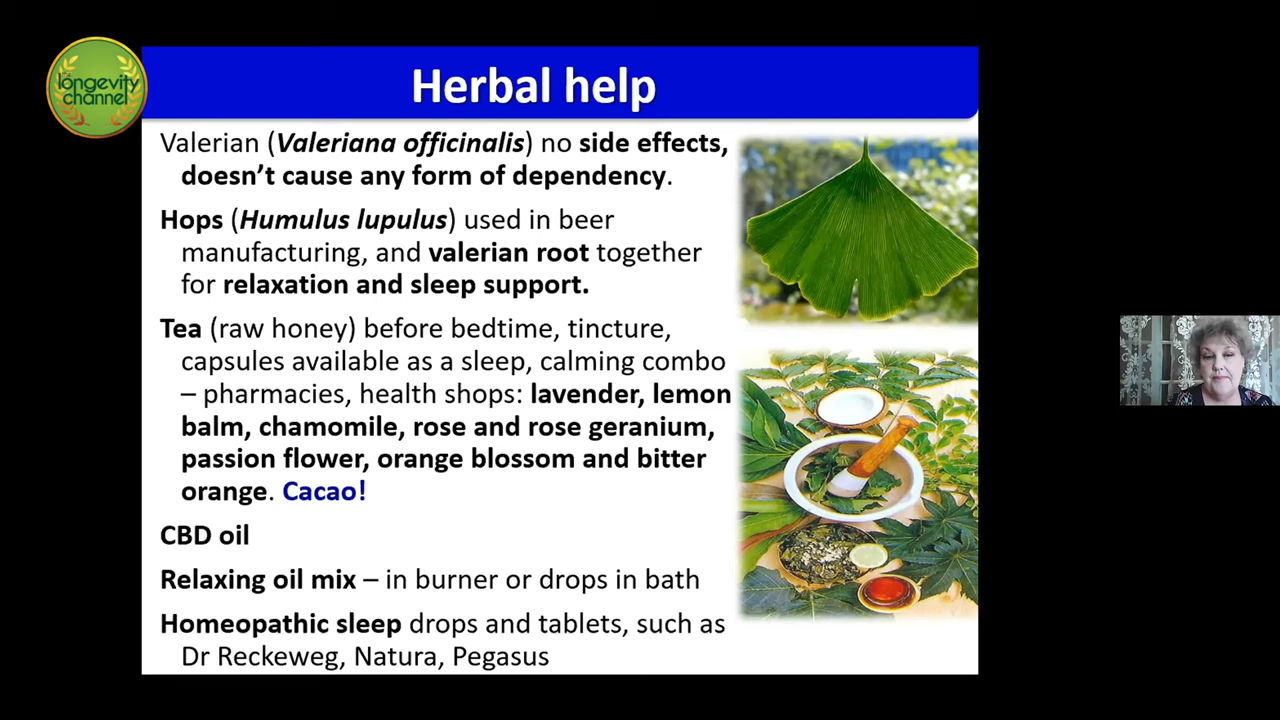 the
longevity
channel
Herbal help
Valerian (Valeriana officinalis) no side effects,
doesn’t cause any form of dependency.
Hops (Humulus lupulus) used in beer
manufacturing, and valerian root together
for relaxation and sleep support.
Tea (raw honey) before bedtime, tincture,
capsules available as a sleep, calming combo
– pharmacies, health shops: lavender, lemon
balm, chamomile, rose and rose geranium,
passion flower, orange blossom and bitter
orange. Cacao!
CBD oil
Relaxing oil mix – in burner or drops in bath
Homeopathic sleep drops and tablets, such as
Dr Reckeweg, Natura, Pegasus